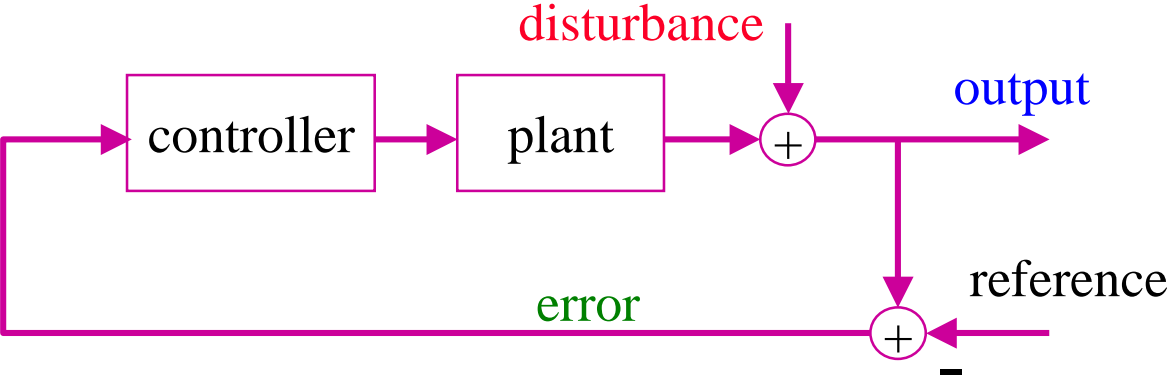 disturbance
output
controller
plant
+
reference
error
+
-